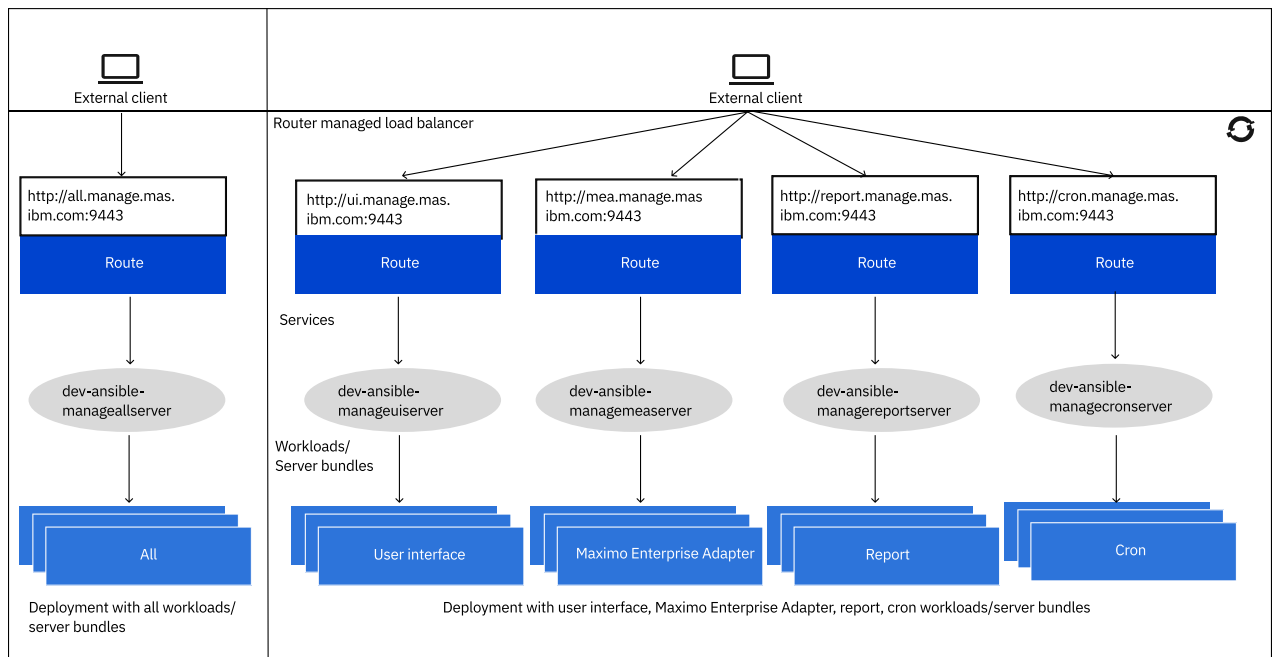 External client
External client
Router managed load balancer
http://all.manage.mas.
ibm.com:9443
http://ui.manage.mas.
ibm.com:9443
http://mea.manage.mas
ibm.com:9443
http://report.manage.mas.
ibm.com:9443
http://cron.manage.mas.
ibm.com:9443
Route
Route
Route
Route
Route
Services
dev-ansible-
manageallserver
dev-ansible-
manageuiserver
dev-ansible-
managemeaserver
dev-ansible-
managereportserver
dev-ansible-
managecronserver
Workloads/
Server bundles
All
User interface
Maximo Enterprise Adapter
Report
Cron
Deployment with all workloads/
server bundles
Deployment with user interface, Maximo Enterprise Adapter, report, cron workloads/server bundles